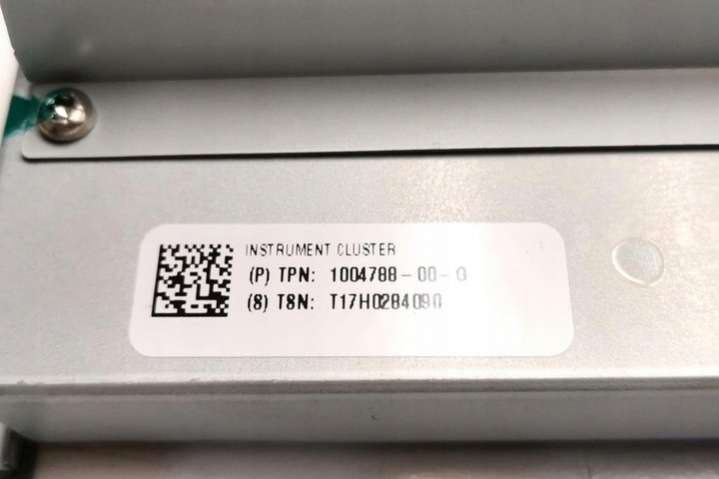 INSTRUMENT CLUSTER
(P) TPN: 1004788-00-Q
(8) T8N: T17H0284090